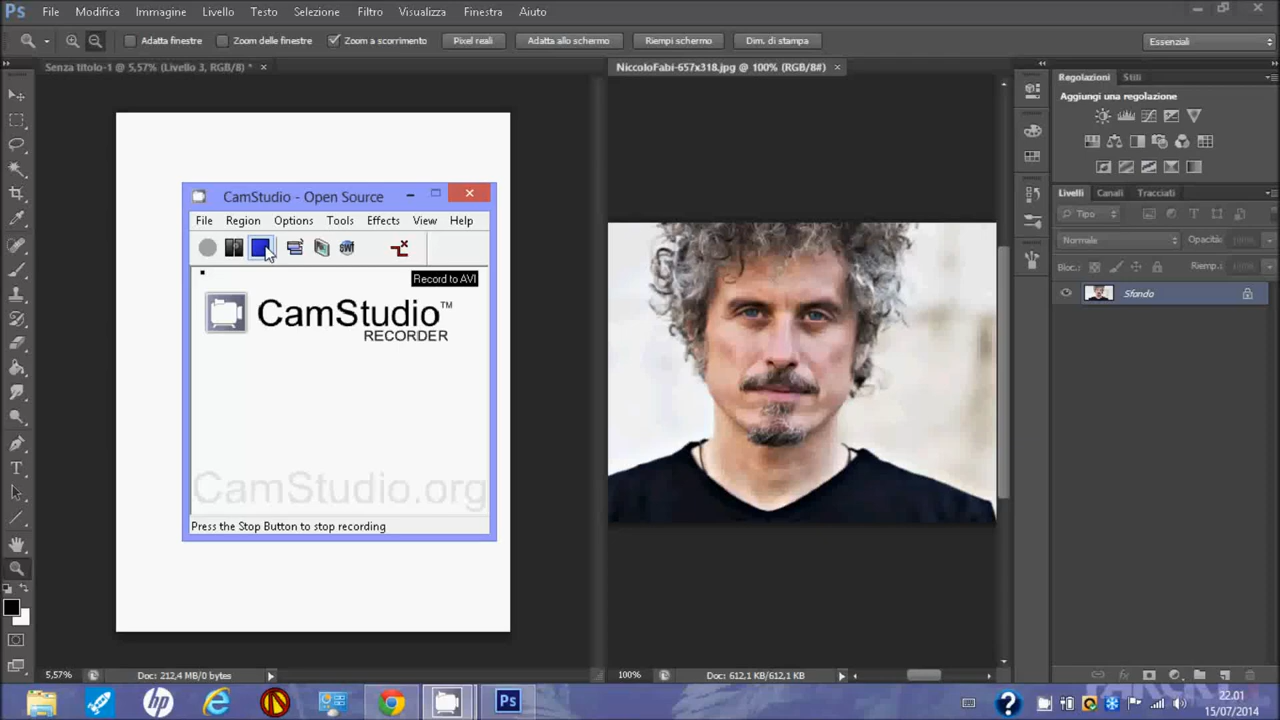 Ps File Modifica Immagine Livello Testo Selezione Filtro Visualizza Finestra Aiuto
Adatta finestre Zoom delle finestre Zoom a scorrimento Pixel reali Adatta allo schermo Riempi schermo Dim. di stampa Essenziali
Senza titolo-1 @ 5,57% (Livello 3, RGB/8) * ×
NiccoloFabi-657x318.jpg @ 100% (RGB/8#) ×
Regolazioni Stili
Aggiungi una regolazione
CamStudio - Open Source
File Region Options Tools Effects View Help
SWF
Record to AVI
CamStudio™
RECORDER
CamStudio.org
Press the Stop Button to stop recording
Livelli Canali Tracciati
Tipo
Normale Opacità: 100%
Bloc.: Riemp.: 100%
Sfondo
5,57% Doc: 212,4 MB/0 bytes
100% Doc: 612,1 KB/612,1 KB
hp
Ps
22.01
15/07/2014